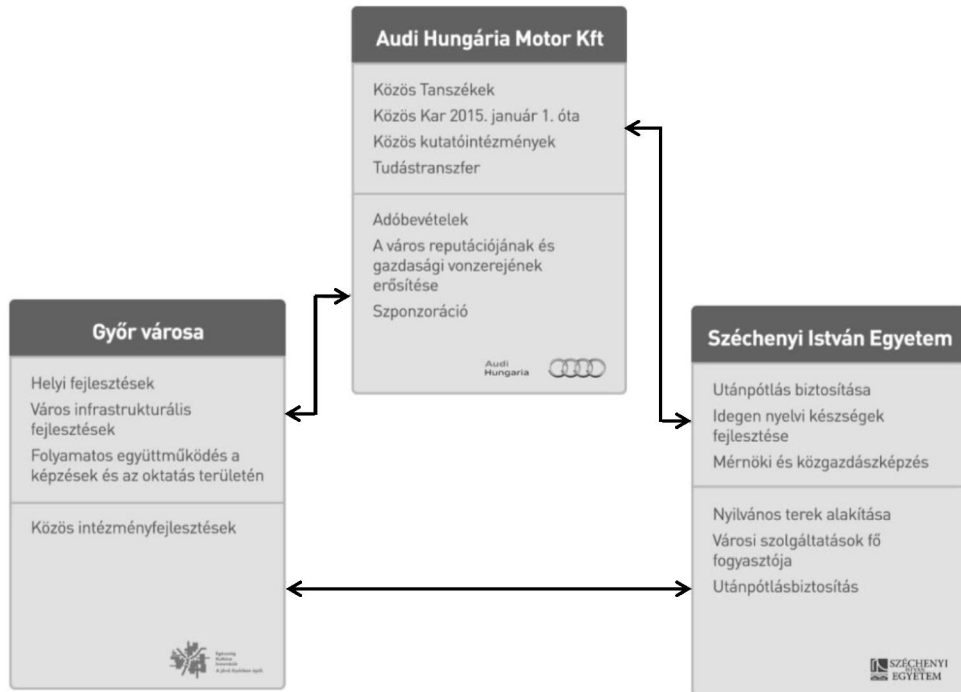 Audi Hungária Motor Kft
Közös Tanszékek
Közös Kar 2015. január 1. óta
Közös kutatóintézmények
Tudástranszfer
Adóbevételek
A város reputációjának és
gazdasági vonzerejének
erősítése
Szponzoráció
Audi
Hungaria
Győr városa
Helyi fejlesztések
Város infrastrukturális
fejlesztések
Folyamatos együttműködés a
képzések és az oktatás területén
Közös intézményfejlesztések
Széchenyi István Egyetem
Utánpótlás biztosítása
Idegen nyelvi készségek
fejlesztése
Mérnöki és közgazdászképzés
Nyilvános terek alakítása
Városi szolgáltatások fő
fogyasztója
Utánpótlásbiztosítás
SZÉCHENYI
ISTVÁN
EGYETEM